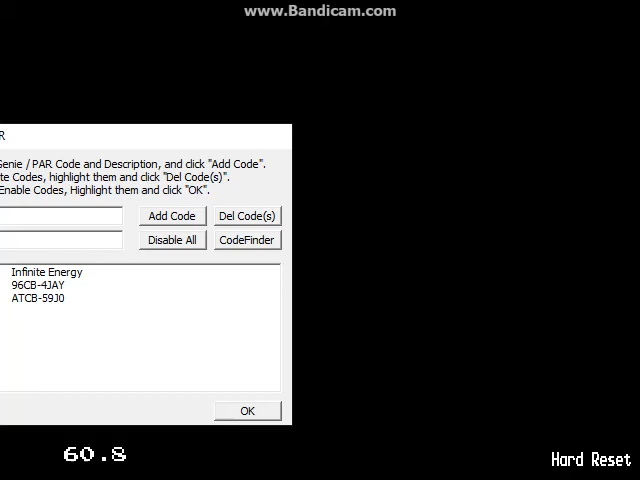 www.Bandicam.com
R
Genie / PAR Code and Description, and click "Add Code".
te Codes, highlight them and click "Del Code(s)".
Enable Codes, Highlight them and click "OK".
Add Code
Del Code(s)
Disable All
CodeFinder
Infinite Energy
96CB-4JAY
ATCB-59J0
OK
60.8
Hard Reset